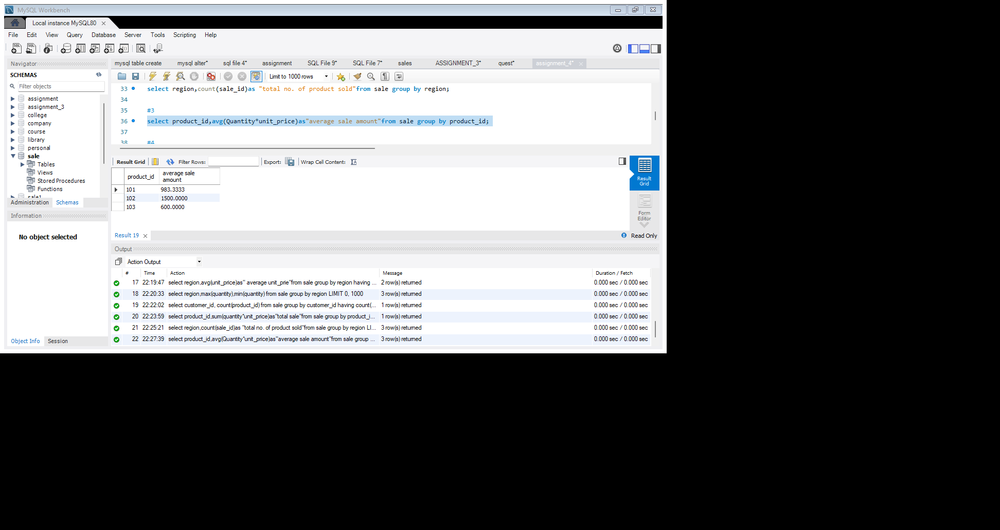 MySQL Workbench
Local instance MySQL80
File Edit View Query Database Server Tools Scripting Help
Navigator
SCHEMAS
Filter objects
assignment
assignment_3
college
company
course
library
personal
sale
Tables
Views
Stored Procedures
Functions
sale1
Administration Schemas
Information
No object selected
Object Info Session
mysql table create mysql alter* sql file 4* assignment SQL File 9* SQL File 7* sales ASSIGNMENT_3* quest* assignment_4*
Limit to 1000 rows
33 select region,count(sale_id)as "total no. of product sold"from sale group by region;
34
35 #3
36 select product_id,avg(Quantity*unit_price)as"average sale amount"from sale group by product_id;
37
38 #4
Result Grid Filter Rows: Export: Wrap Cell Content:
product_id average sale amount
101 983.3333
102 1500.0000
103 600.0000
Result Grid
Form Editor
Result 19
Read Only
Output
Action Output
# Time Action Message Duration / Fetch
17 22:19:47 select region,avg(unit_price)as" average unit_prie"from sale group by region having ... 2 row(s) returned 0.000 sec / 0.000 sec
18 22:20:33 select region,max(quantity),min(quantity) from sale group by region LIMIT 0, 1000 3 row(s) returned 0.000 sec / 0.000 sec
19 22:22:02 select customer_id, count(product_id) from sale group by customer_id having count(... 1 row(s) returned 0.000 sec / 0.000 sec
20 22:23:59 select product_id,sum(quantity*unit_price)as"total sale"from sale group by product_i... 1 row(s) returned 0.000 sec / 0.000 sec
21 22:25:21 select region,count(sale_id)as "total no. of product sold"from sale group by region LI... 3 row(s) returned 0.000 sec / 0.000 sec
22 22:27:39 select product_id,avg(Quantity*unit_price)as"average sale amount"from sale group ... 3 row(s) returned 0.000 sec / 0.000 sec